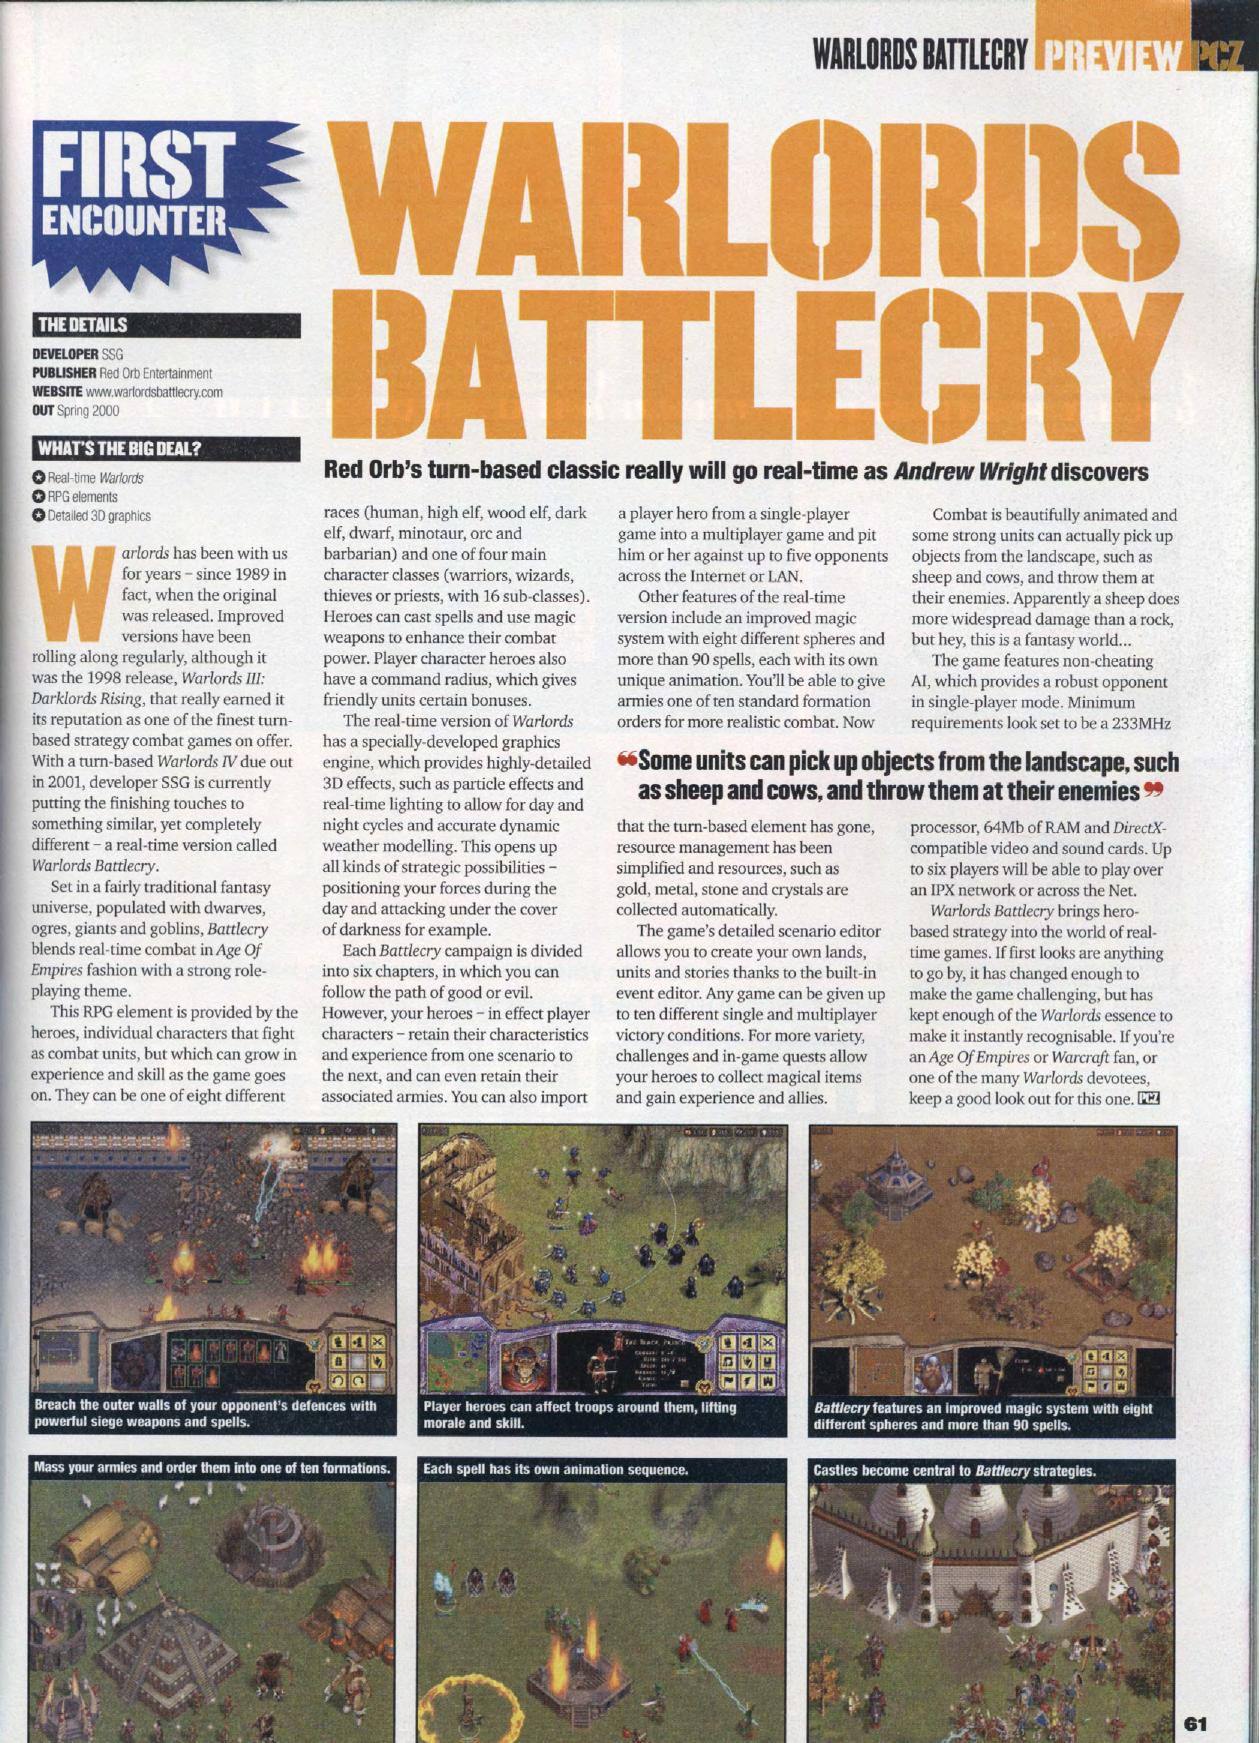 WARLORDS BATTLECRY PREVIEW PCZ
FIRST
ENCOUNTER
WARLORDS
BATTLECRY
THE DETAILS
DEVELOPER SSG
PUBLISHER Red Orb Entertainment
WEBSITE www.warlordsbattlecry.com
OUT Spring 2000
WHAT'S THE BIG DEAL?
Real-time Warlords
RPG elements
Detailed 3D graphics
Red Orb's turn-based classic really will go real-time as Andrew Wright discovers
Warlords has been with us
for years – since 1989 in
fact, when the original
was released. Improved
versions have been
rolling along regularly, although it
was the 1998 release, Warlords III:
Darklords Rising, that really earned it
its reputation as one of the finest turn-
based strategy combat games on offer.
With a turn-based Warlords IV due out
in 2001, developer SSG is currently
putting the finishing touches to
something similar, yet completely
different – a real-time version called
Warlords Battlecry.
Set in a fairly traditional fantasy
universe, populated with dwarves,
ogres, giants and goblins, Battlecry
blends real-time combat in Age Of
Empires fashion with a strong role-
playing theme.
This RPG element is provided by the
heroes, individual characters that fight
as combat units, but which can grow in
experience and skill as the game goes
on. They can be one of eight different
races (human, high elf, wood elf, dark
elf, dwarf, minotaur, orc and
barbarian) and one of four main
character classes (warriors, wizards,
thieves or priests, with 16 sub-classes).
Heroes can cast spells and use magic
weapons to enhance their combat
power. Player character heroes also
have a command radius, which gives
friendly units certain bonuses.
The real-time version of Warlords
has a specially-developed graphics
engine, which provides highly-detailed
3D effects, such as particle effects and
real-time lighting to allow for day and
night cycles and accurate dynamic
weather modelling. This opens up
all kinds of strategic possibilities –
positioning your forces during the
day and attacking under the cover
of darkness for example.
Each Battlecry campaign is divided
into six chapters, in which you can
follow the path of good or evil.
However, your heroes – in effect player
characters – retain their characteristics
and experience from one scenario to
the next, and can even retain their
associated armies. You can also import
a player hero from a single-player
game into a multiplayer game and pit
him or her against up to five opponents
across the Internet or LAN.
Other features of the real-time
version include an improved magic
system with eight different spheres and
more than 90 spells, each with its own
unique animation. You'll be able to give
armies one of ten standard formation
orders for more realistic combat. Now
that the turn-based element has gone,
resource management has been
simplified and resources, such as
gold, metal, stone and crystals are
collected automatically.
The game's detailed scenario editor
allows you to create your own lands,
units and stories thanks to the built-in
event editor. Any game can be given up
to ten different single and multiplayer
victory conditions. For more variety,
challenges and in-game quests allow
your heroes to collect magical items
and gain experience and allies.
Combat is beautifully animated and
some strong units can actually pick up
objects from the landscape, such as
sheep and cows, and throw them at
their enemies. Apparently a sheep does
more widespread damage than a rock,
but hey, this is a fantasy world...
The game features non-cheating
AI, which provides a robust opponent
in single-player mode. Minimum
requirements look set to be a 233MHz
processor, 64Mb of RAM and DirectX-
compatible video and sound cards. Up
to six players will be able to play over
an IPX network or across the Net.
Warlords Battlecry brings hero-
based strategy into the world of real-
time games. If first looks are anything
to go by, it has changed enough to
make the game challenging, but has
kept enough of the Warlords essence to
make it instantly recognisable. If you're
an Age Of Empires or Warcraft fan, or
one of the many Warlords devotees,
keep a good look out for this one. PCZ
“Some units can pick up objects from the landscape, such
as sheep and cows, and throw them at their enemies”
THE BLACK PRINCE
Breach the outer walls of your opponent's defences with
powerful siege weapons and spells.
Player heroes can affect troops around them, lifting
morale and skill.
Battlecry features an improved magic system with eight
different spheres and more than 90 spells.
Mass your armies and order them into one of ten formations.
Each spell has its own animation sequence.
Castles become central to Battlecry strategies.
61